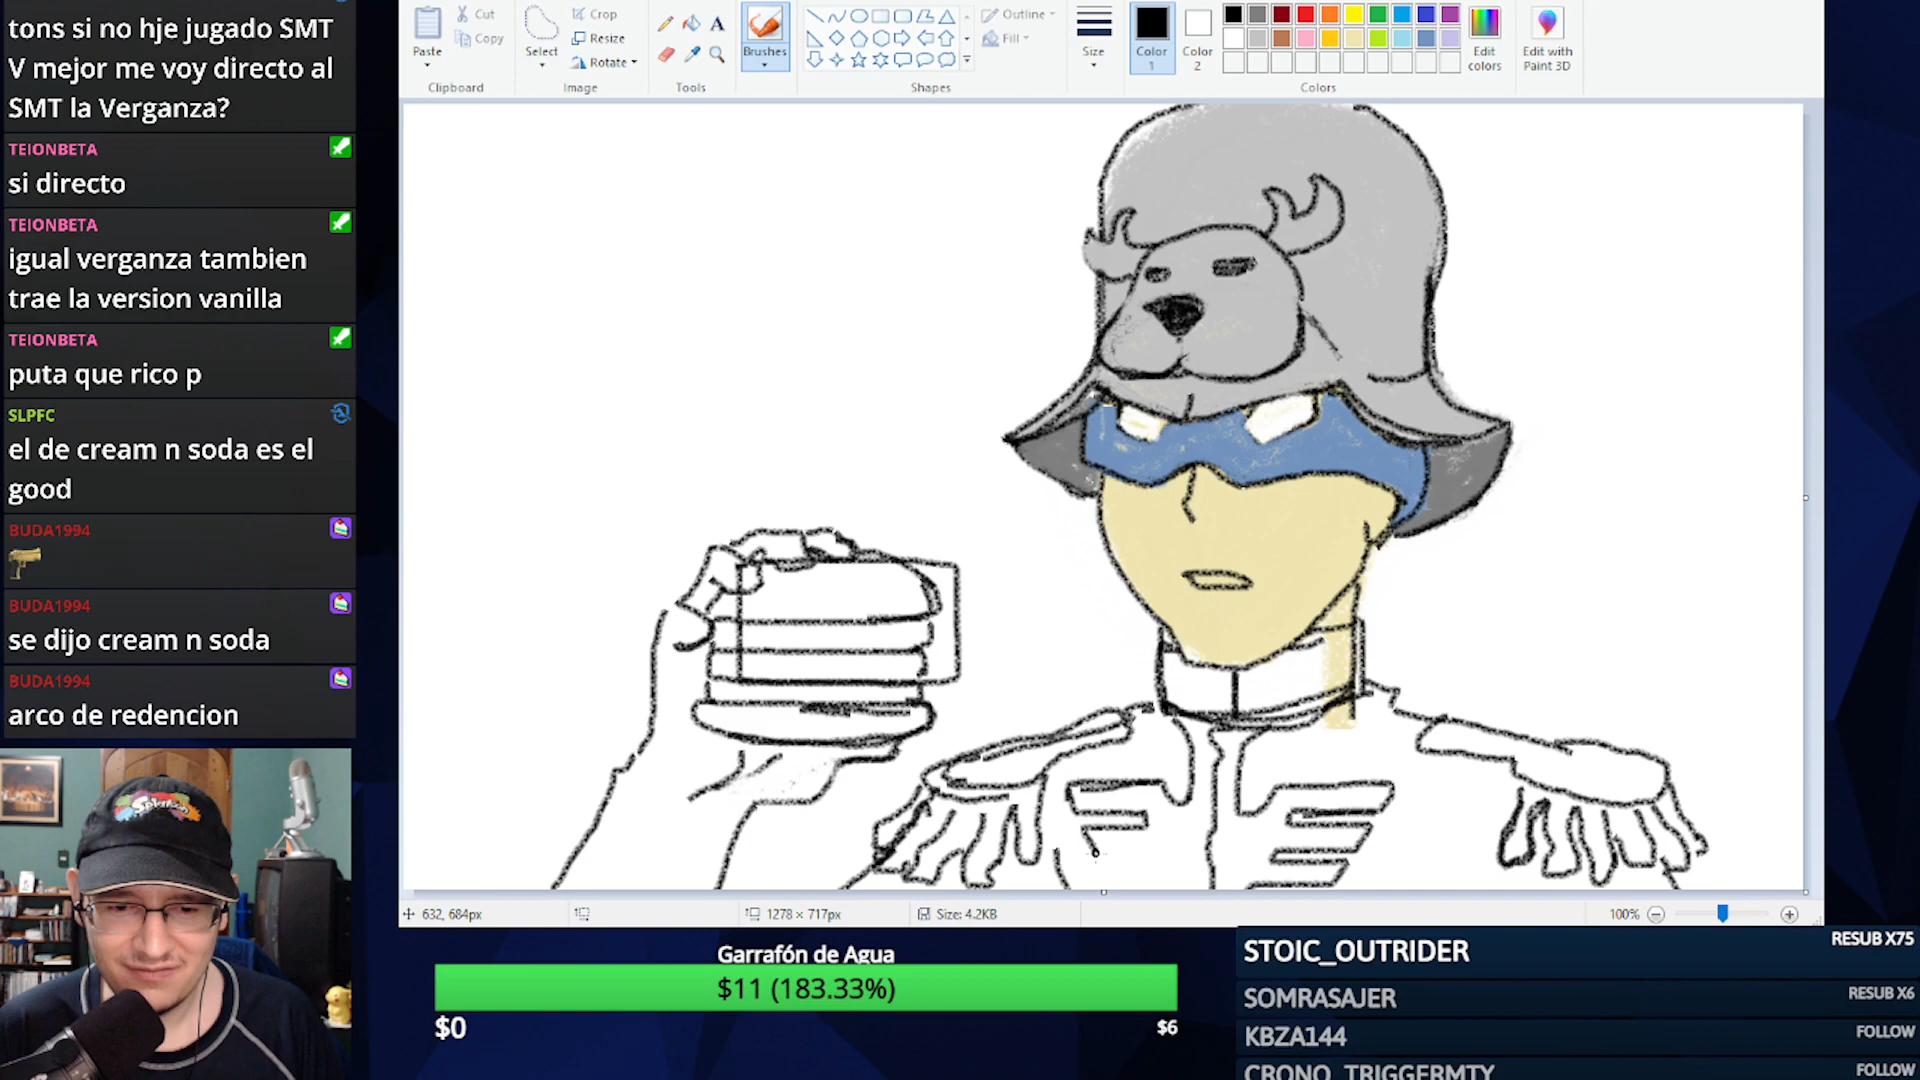 tons si no hje jugado SMT
V mejor me voy directo al
SMT la Verganza?
TEIONBETA
si directo
TEIONBETA
igual verganza tambien
trae la version vanilla
TEIONBETA
puta que rico p
SLPFC
el de cream n soda es el
good
BUDA1994
BUDA1994
se dijo cream n soda
BUDA1994
arco de redencion
Paste
Cut
Copy
Clipboard
Select
Crop
Resize
Rotate
Image
A
Tools
Brushes
Outline
Fill
Shapes
Size
Color
1
Color
2
Edit
colors
Colors
Edit with
Paint 3D
632, 684px
1278 × 717px
Size: 4.2KB
100%
Garrafón de Agua
$11 (183.33%)
$0
$6
STOIC_OUTRIDER
RESUB X75
SOMRASAJER
RESUB X6
KBZA144
FOLLOW
CRONO_TRIGGERMTY
FOLLOW